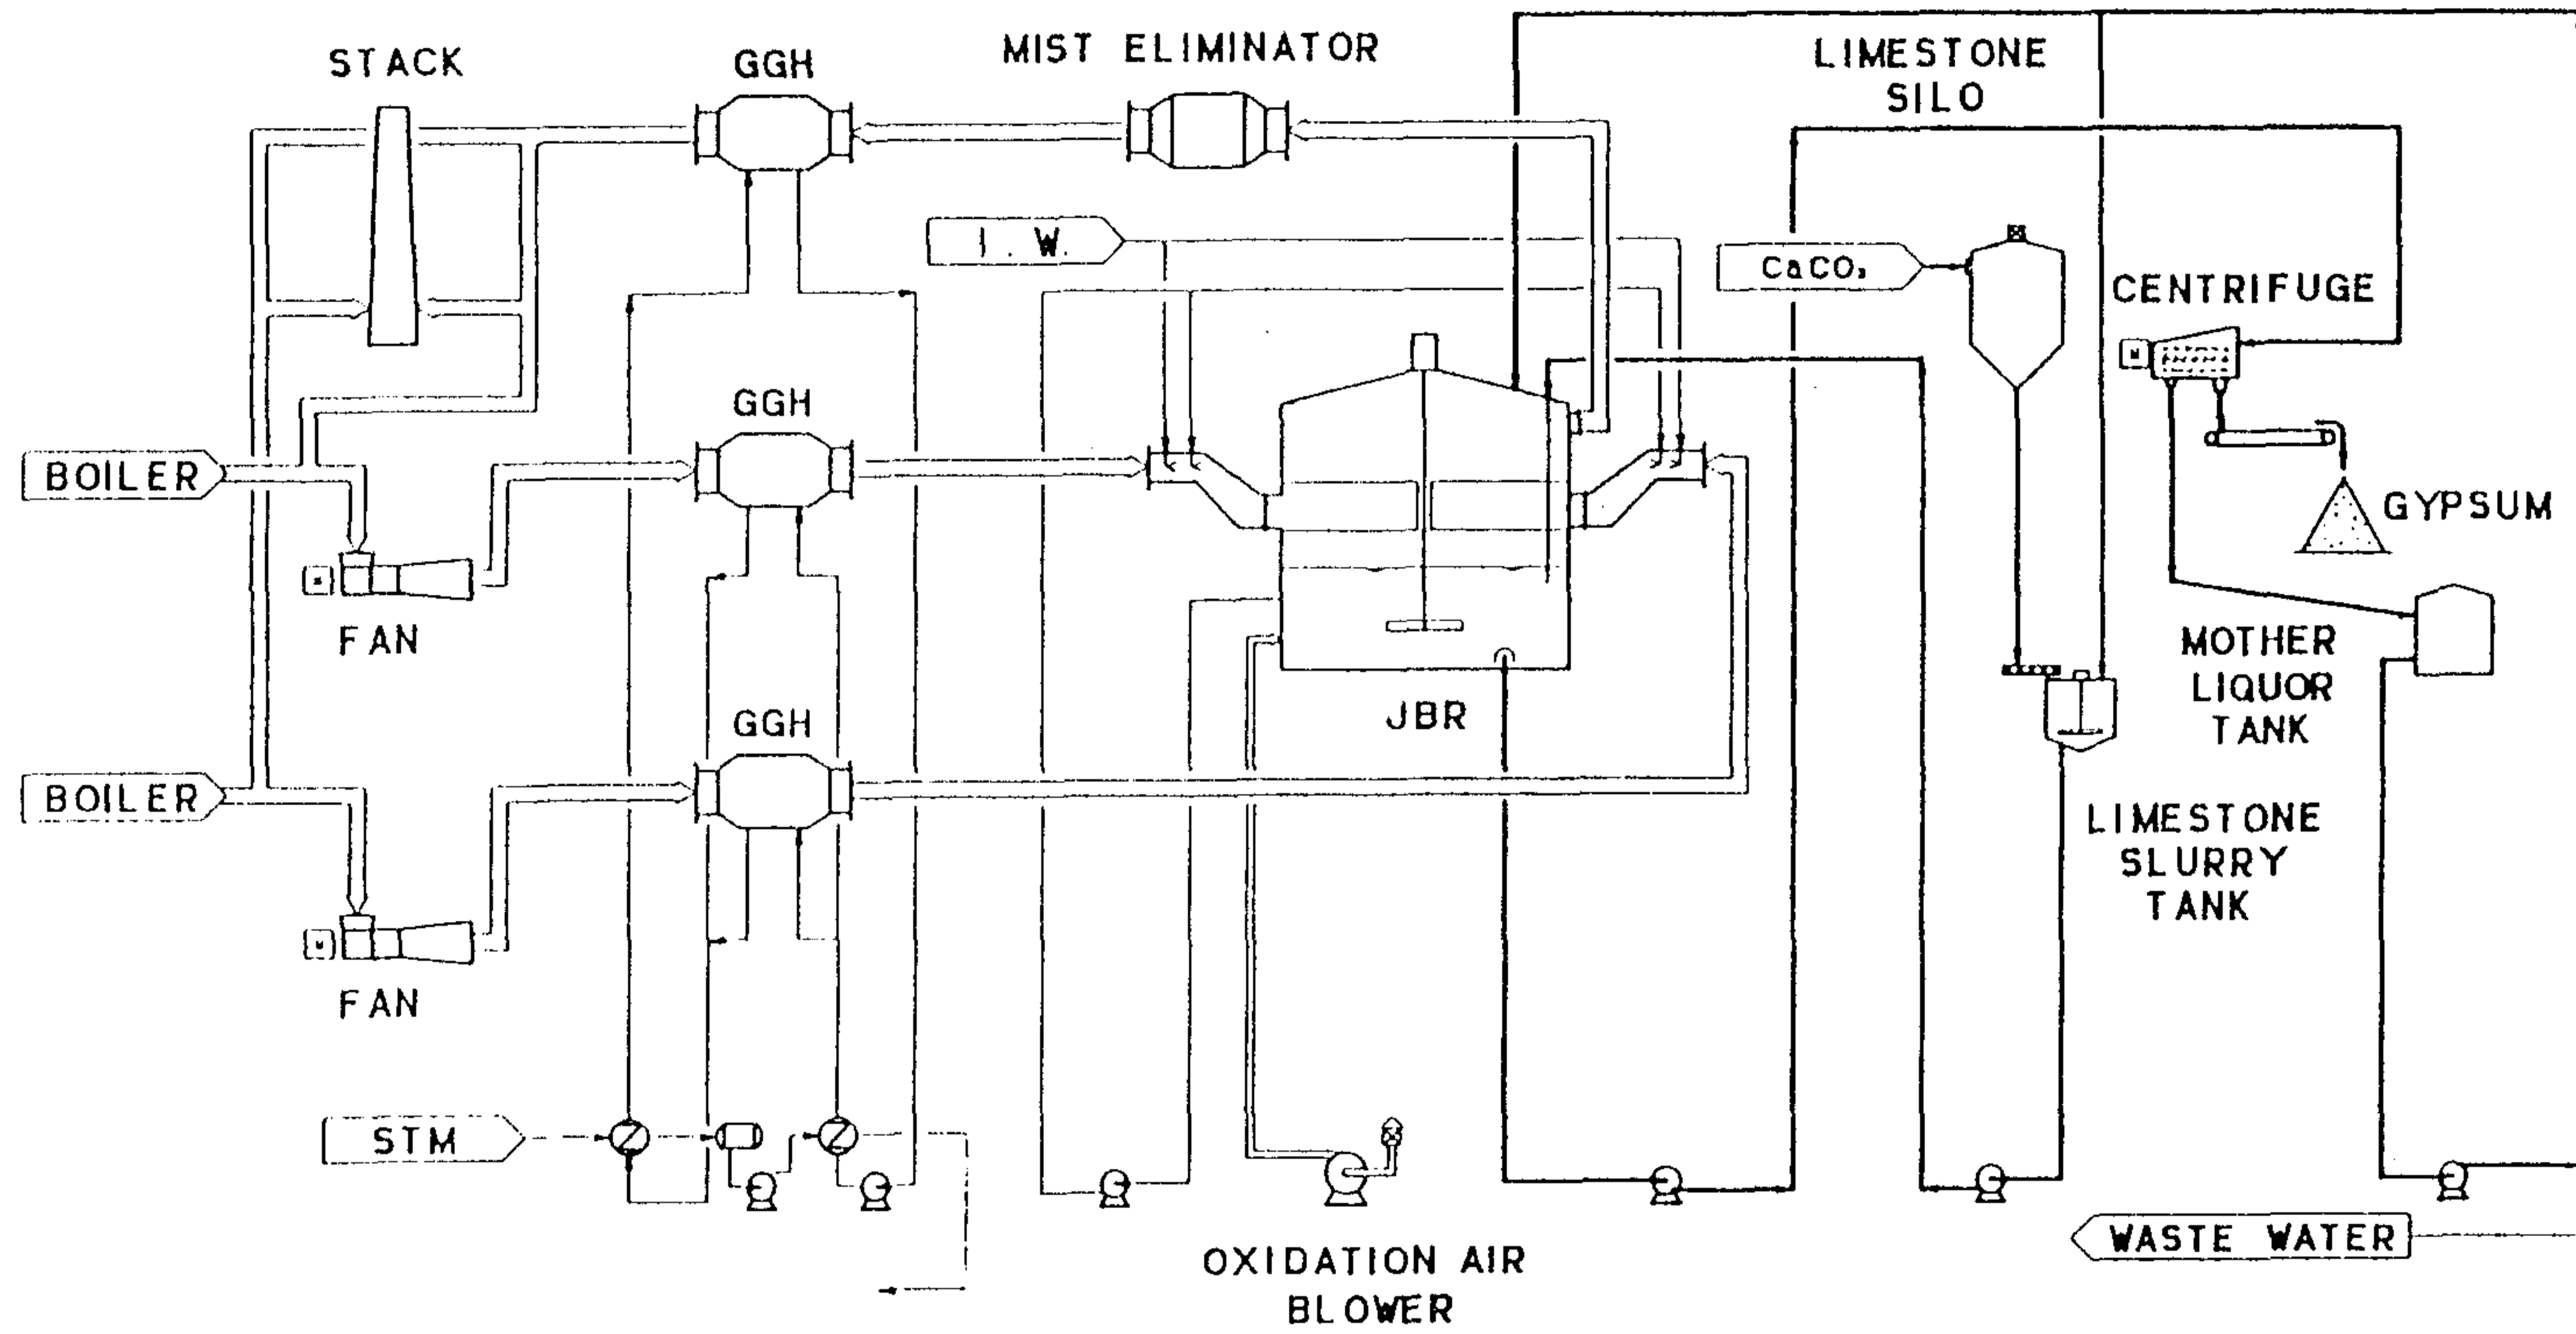 STACK
GGH
MIST ELIMINATOR
LIMESTONE
SILO
I. W.
CaCO₃
CENTRIFUGE
GGH
BOILER
GYPSUM
FAN
MOTHER
LIQUOR
TANK
JBR
GGH
BOILER
LIMESTONE
SLURRY
TANK
FAN
STM
WASTE WATER
OXIDATION AIR
BLOWER